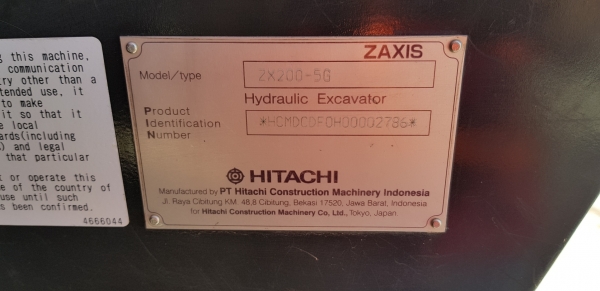 g this machine,
communication
ry other than a
tended use, it
to make
it so that it
e local
ards(including
) and legal
that particular
k or operate this
e of the country of
use until such
s been confirmed.
4666044
ZAXIS
Model/type ZX200-5G
Hydraulic Excavator
Product
Identification
Number
HITACHI
Manufactured by PT Hitachi Construction Machinery Indonesia
Jl. Raya Cibitung KM 48.8 Cibitung, Bekasi 17520, Jawa Barat, Indonesia
for Hitachi Construction Machinery Co., Ltd., Tokyo, Japan.